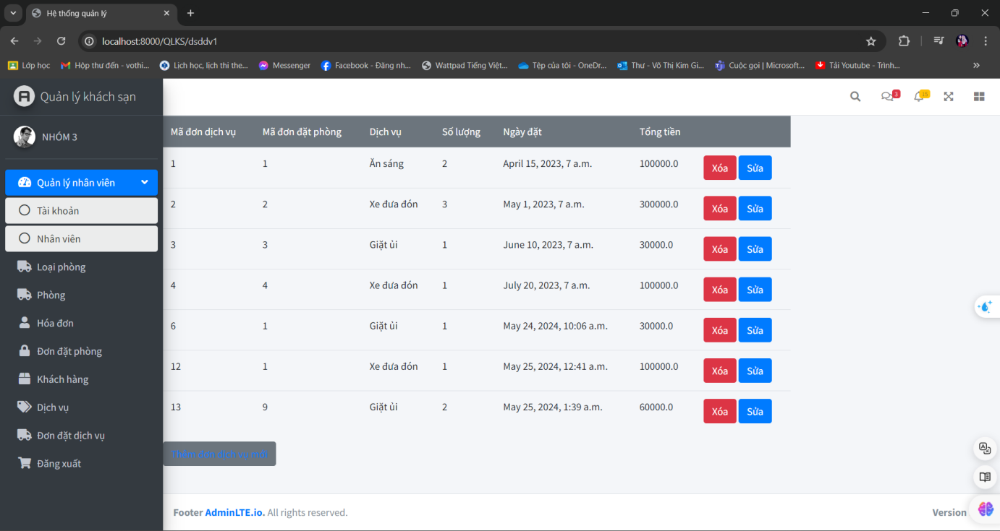 Hệ thống quản lý
localhost:8000/QLKS/dsddv1
Lớp học Hộp thư đến - vothi... Lịch học, lịch thi the... Messenger Facebook - Đăng nh... Wattpad Tiếng Việt... Tệp của tôi - OneDr... Thư - Võ Thị Kim Gi... Cuộc gọi | Microsoft... Tải Youtube - Trình...
Quản lý khách sạn
3 15
NHÓM 3
Quản lý nhân viên
Tài khoản
Nhân viên
Loại phòng
Phòng
Hóa đơn
Đơn đặt phòng
Khách hàng
Dịch vụ
Đơn đặt dịch vụ
Đăng xuất
Mã đơn dịch vụ Mã đơn đặt phòng Dịch vụ Số lượng Ngày đặt Tổng tiền
1 1 Ăn sáng 2 April 15, 2023, 7 a.m. 100000.0 Xóa Sửa
2 2 Xe đưa đón 3 May 1, 2023, 7 a.m. 300000.0 Xóa Sửa
3 3 Giặt ủi 1 June 10, 2023, 7 a.m. 30000.0 Xóa Sửa
4 4 Xe đưa đón 1 July 20, 2023, 7 a.m. 100000.0 Xóa Sửa
6 1 Giặt ủi 1 May 24, 2024, 10:06 a.m. 30000.0 Xóa Sửa
12 1 Xe đưa đón 1 May 25, 2024, 12:41 a.m. 100000.0 Xóa Sửa
13 9 Giặt ủi 2 May 25, 2024, 1:39 a.m. 60000.0 Xóa Sửa
Thêm đơn dịch vụ mới
Footer AdminLTE.io. All rights reserved.
Version